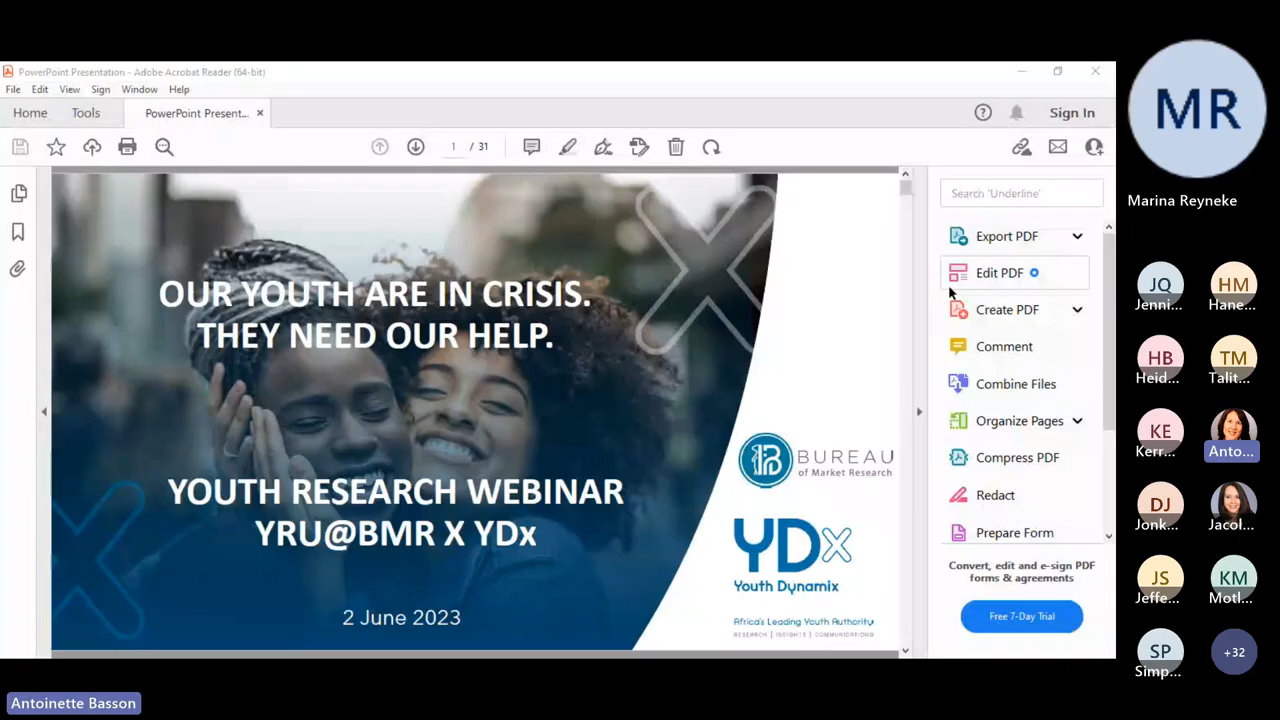 PowerPoint Presentation - Adobe Acrobat Reader (64-bit)
File Edit View Sign Window Help
Home Tools PowerPoint Present... ×
Sign In
1 / 31
Search 'Underline'
Export PDF
Edit PDF
Create PDF
Comment
Combine Files
Organize Pages
Compress PDF
Redact
Prepare Form
Convert, edit and e-sign PDF
forms & agreements
Free 7-Day Trial
OUR YOUTH ARE IN CRISIS.
THEY NEED OUR HELP.
YOUTH RESEARCH WEBINAR
YRU@BMR X YDx
2 June 2023
B
BUREAU
of Market Research
YDx
Youth Dynamix
Africa's Leading Youth Authority
RESEARCH | INSIGHTS | COMMUNICATIONS
MR
Marina Reyneke
JQ HM
Jenni... Hane...
HB TM
Heid... Talit...
KE
Kerr... Anto...
DJ
Jonk... Jacol...
JS KM
Jeffe... Motl...
SP +32
Simp...
Antoinette Basson